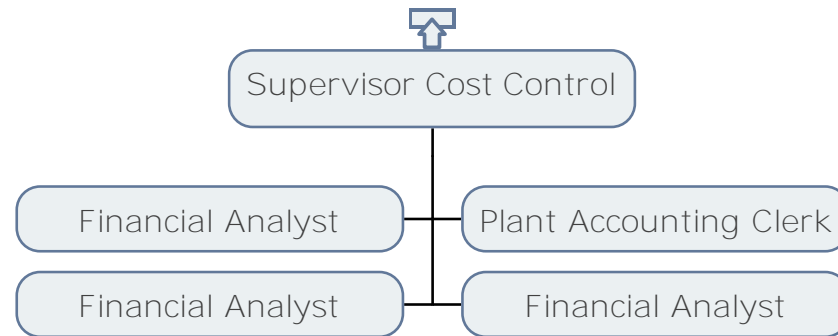 Supervisor Cost Control
Financial Analyst
Plant Accounting Clerk
Financial Analyst
Financial Analyst